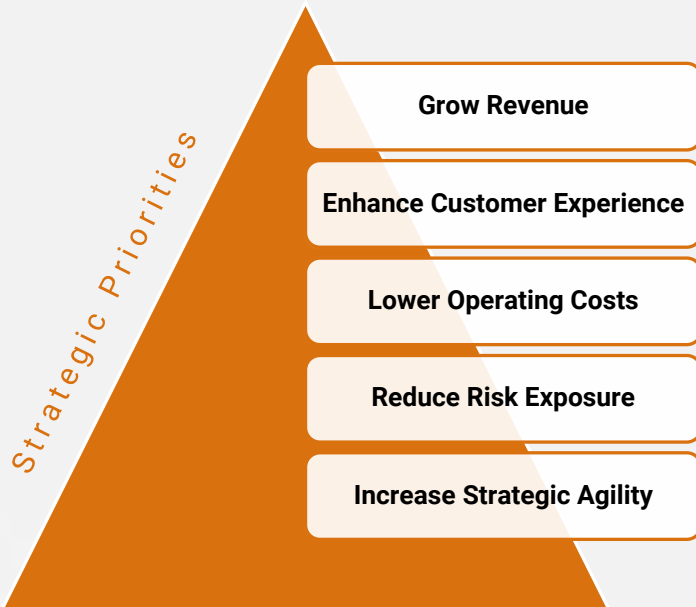 Strategic Priorities
Grow Revenue
Enhance Customer Experience
Lower Operating Costs
Reduce Risk Exposure
Increase Strategic Agility